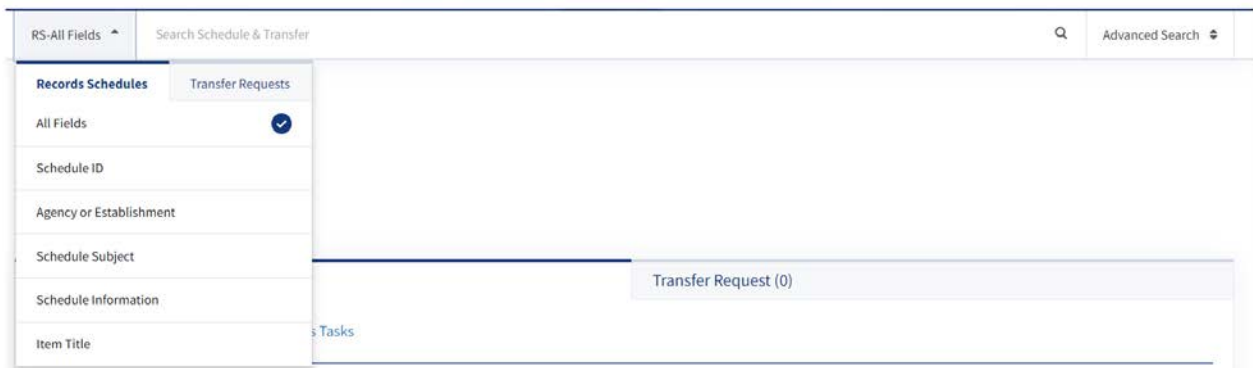 RS-All Fields Search Schedule & Transfer Advanced Search
Records Schedules Transfer Requests
All Fields
Schedule ID
Agency or Establishment
Schedule Subject
Transfer Request (0)
Schedule Information
s Tasks
Item Title